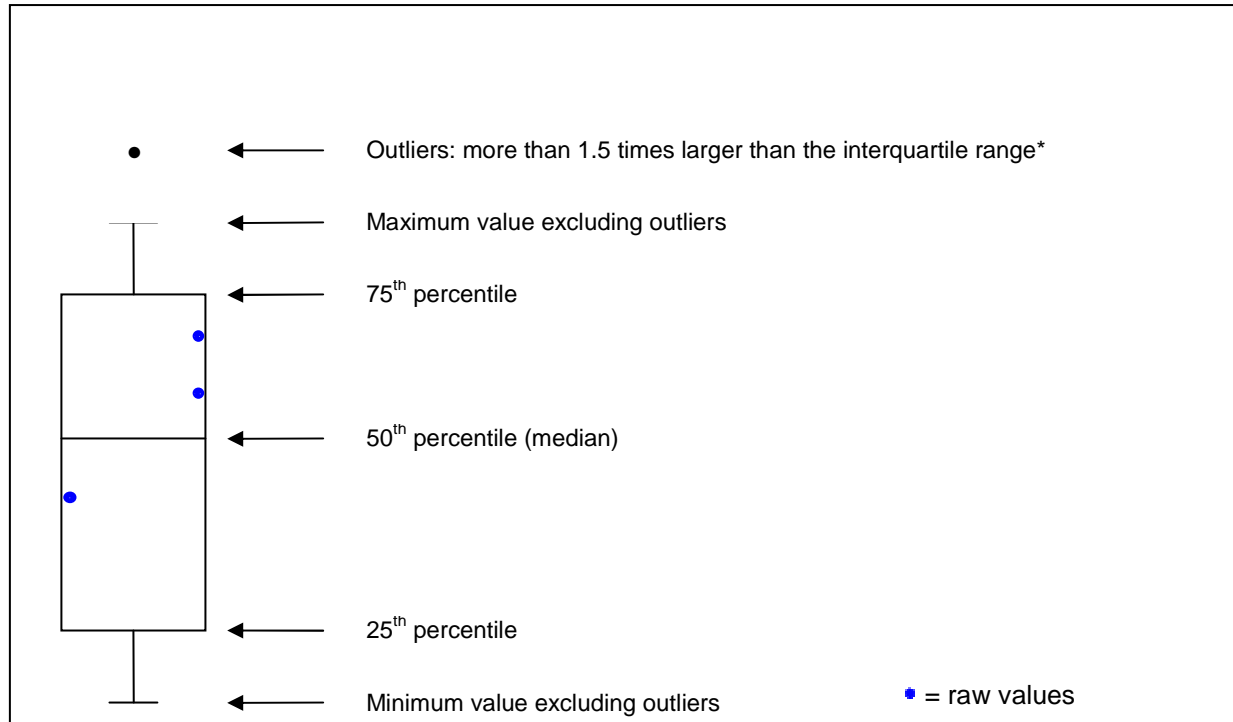 Outliers: more than 1.5 times larger than the interquartile range*
Maximum value excluding outliers
75th percentile
50th percentile (median)
25th percentile
Minimum value excluding outliers
= raw values